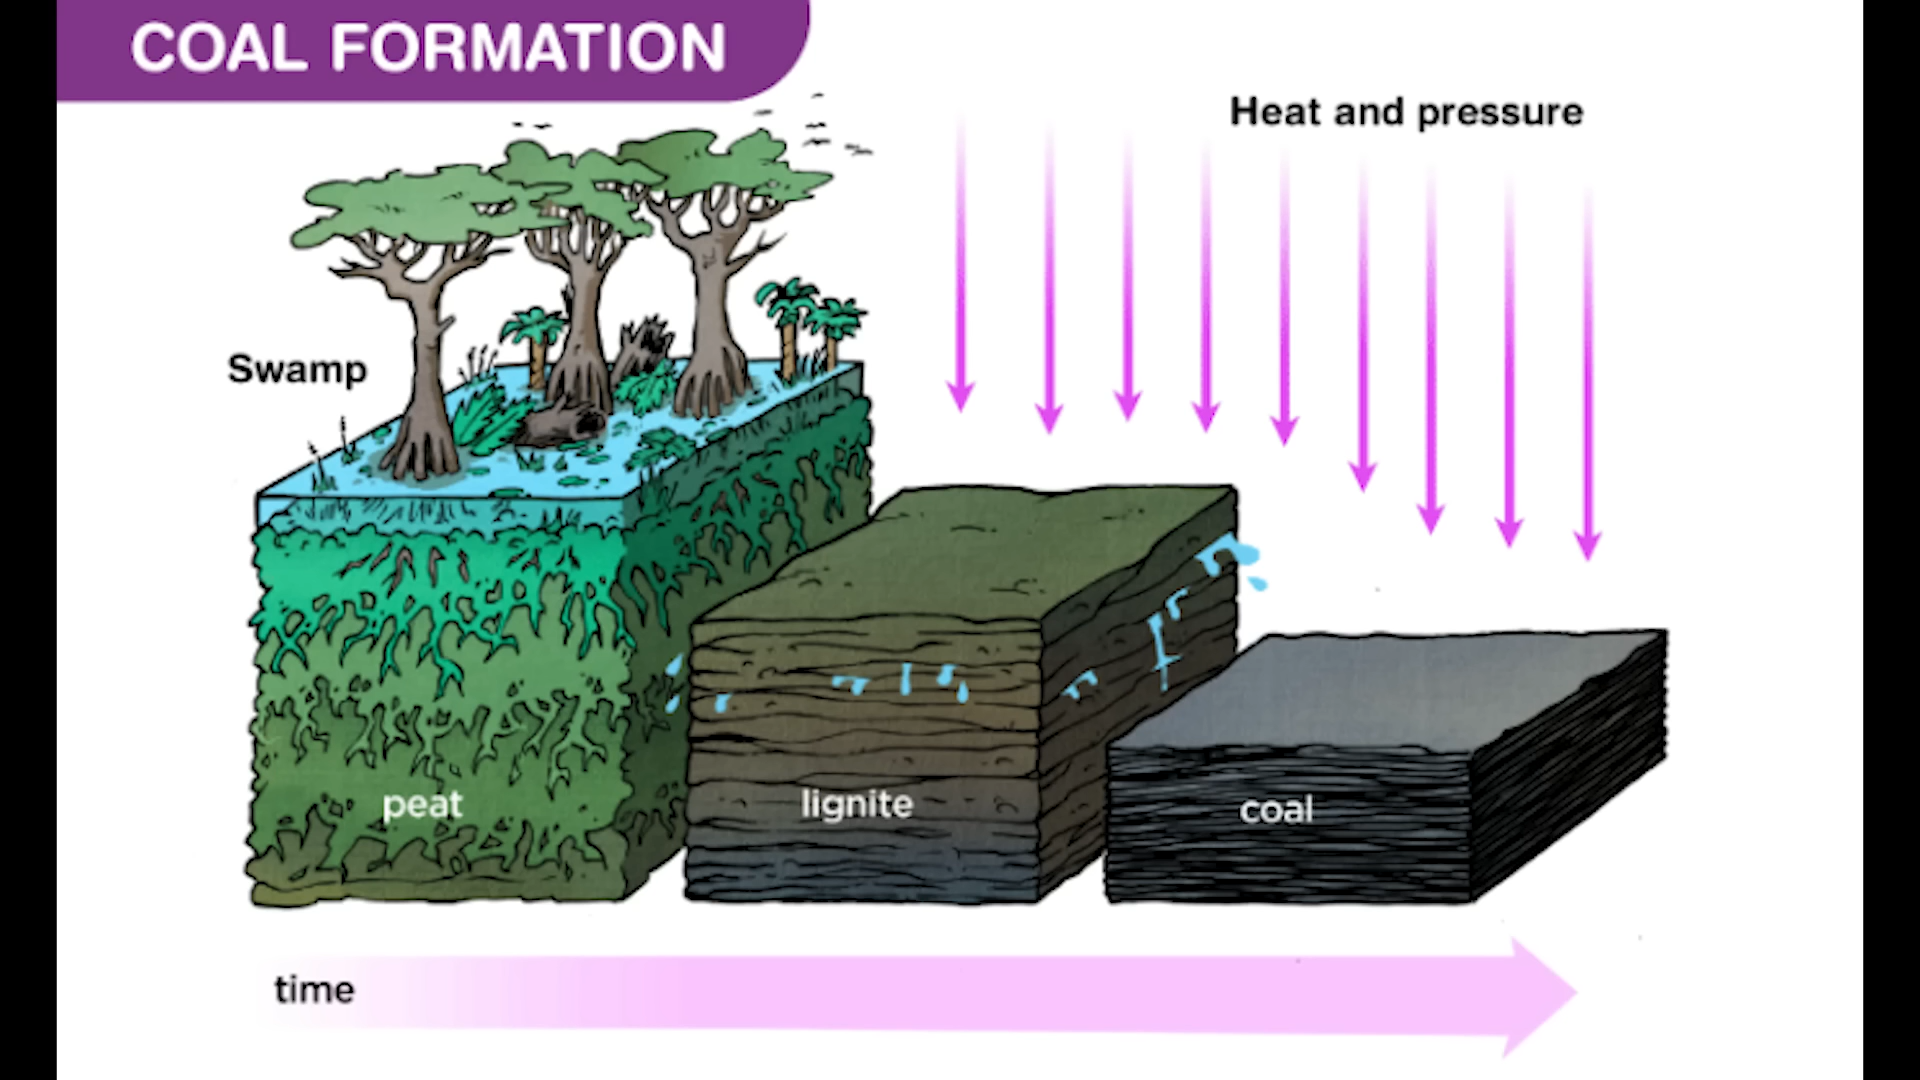 COAL FORMATION
Heat and pressure
Swamp
peat
lignite
coal
time